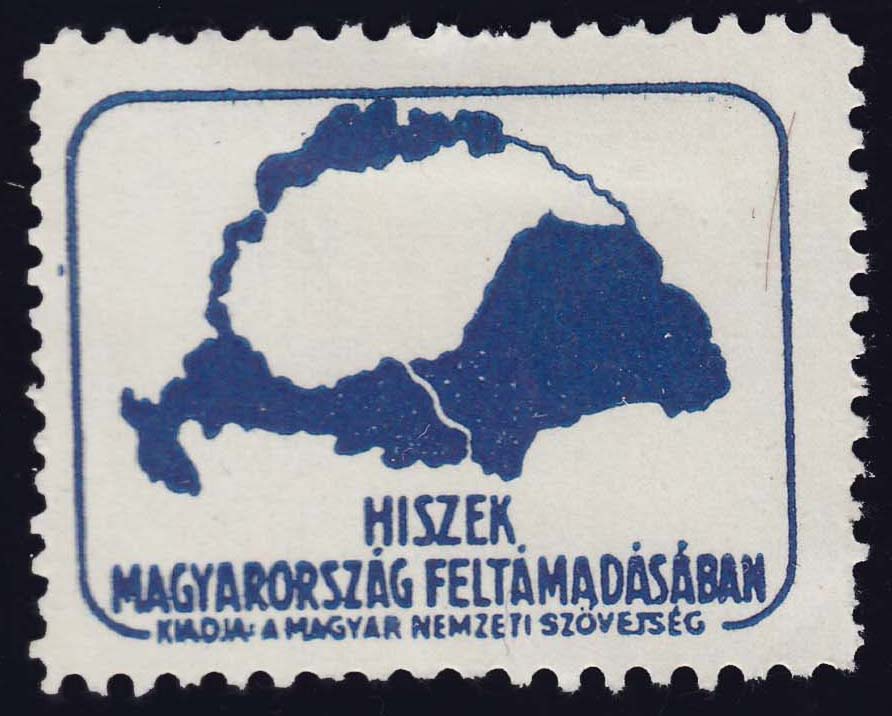 HISZEK
MAGYARORSZÁG FELTÁMADÁSÁBAN
KIADJA: A MAGYAR NEMZETI SZÖVETSÉG